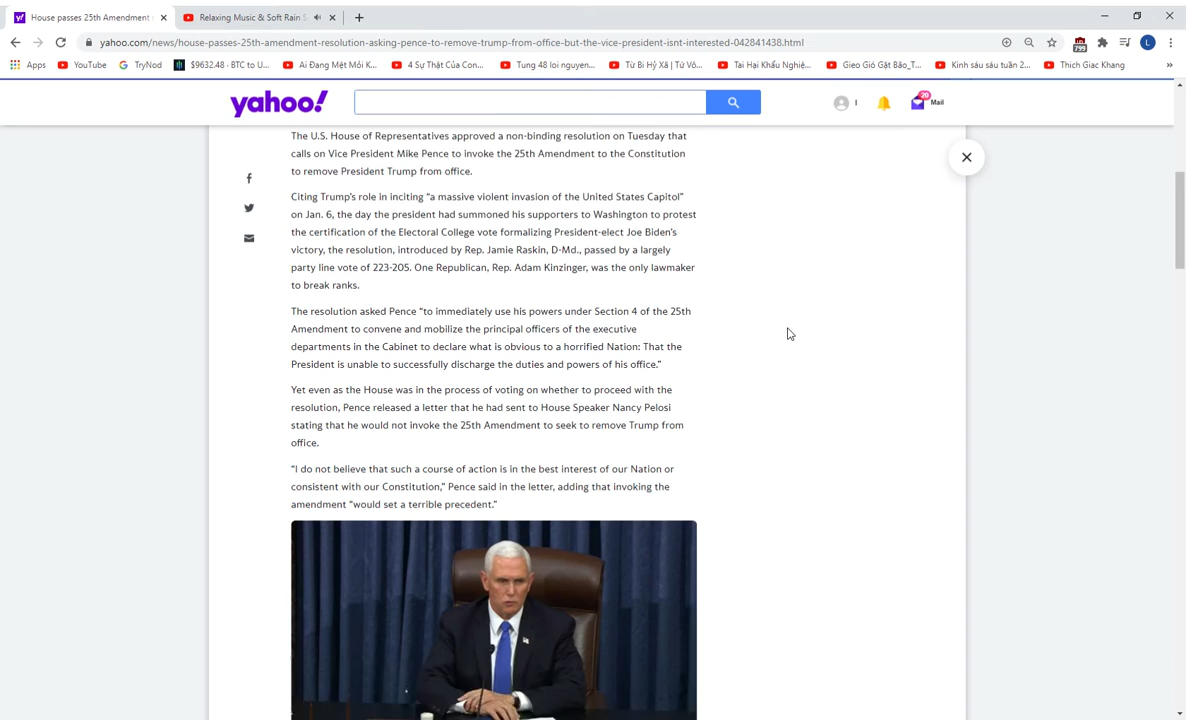 House passes 25th Amendment
Relaxing Music & Soft Rain S
yahoo.com/news/house-passes-25th-amendment-resolution-asking-pence-to-remove-trump-from-office-but-the-vice-president-isnt-interested-042841438.html
799
L
Apps
YouTube
TryNod
$9632.48 · BTC to U...
Ai Đang Mệt Mỏi K...
4 Sự Thật Của Con...
Tung 48 loi nguyen...
Từ Bi Hỷ Xả | Tứ Vô...
Tai Hại Khẩu Nghiệ...
Gieo Gió Gặt Bão_T...
Kinh sáu sáu tuần 2...
Thich Giac Khang
»
yahoo!
I
20
Mail
The U.S. House of Representatives approved a non-binding resolution on Tuesday that
calls on Vice President Mike Pence to invoke the 25th Amendment to the Constitution
to remove President Trump from office.
Citing Trump's role in inciting “a massive violent invasion of the United States Capitol”
on Jan. 6, the day the president had summoned his supporters to Washington to protest
the certification of the Electoral College vote formalizing President-elect Joe Biden's
victory, the resolution, introduced by Rep. Jamie Raskin, D-Md., passed by a largely
party line vote of 223-205. One Republican, Rep. Adam Kinzinger, was the only lawmaker
to break ranks.
The resolution asked Pence “to immediately use his powers under Section 4 of the 25th
Amendment to convene and mobilize the principal officers of the executive
departments in the Cabinet to declare what is obvious to a horrified Nation: That the
President is unable to successfully discharge the duties and powers of his office.”
Yet even as the House was in the process of voting on whether to proceed with the
resolution, Pence released a letter that he had sent to House Speaker Nancy Pelosi
stating that he would not invoke the 25th Amendment to seek to remove Trump from
office.
“I do not believe that such a course of action is in the best interest of our Nation or
consistent with our Constitution,” Pence said in the letter, adding that invoking the
amendment “would set a terrible precedent.”